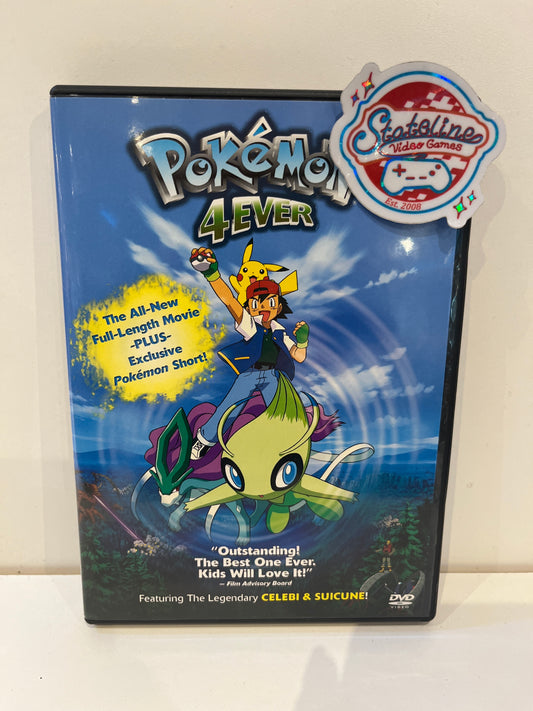 Stateline
Video Games
Est. 2008
POKéMON
4EVER
The All-New
Full-Length Movie
-PLUS-
Exclusive
Pokémon Short!
"Outstanding!
The Best One Ever.
Kids Will Love It!"
– Film Advisory Board
Featuring The Legendary CELEBI & SUICUNE!
DVD
VIDEO